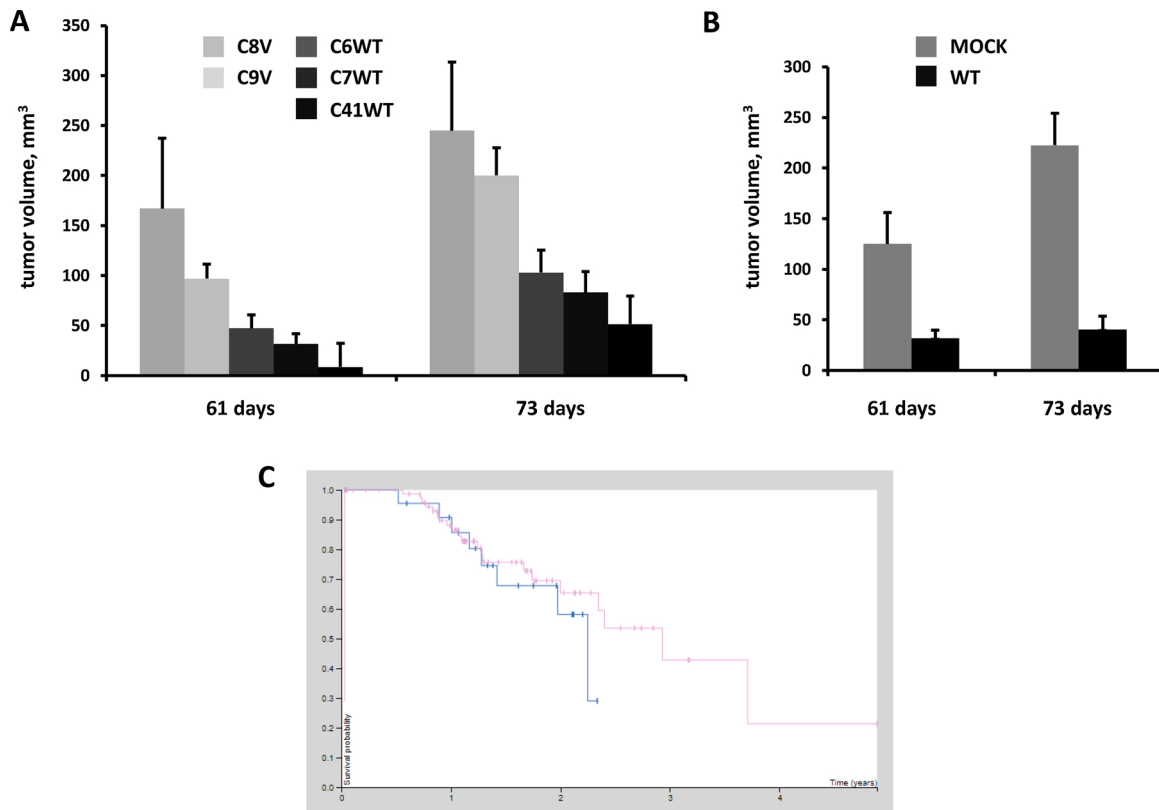 A
C8V
C9V
C6WT
C7WT
C41WT
tumor volume, mm³
350
300
250
200
150
100
50
0
61 days
73 days
B
MOCK
WT
tumor volume, mm³
300
250
200
150
100
50
0
61 days
73 days
C
1.0
0.9
0.8
0.7
0.6
0.5
0.4
0.3
0.2
0.1
0.0
Survival probability
Time (years)
0
1
2
3
4